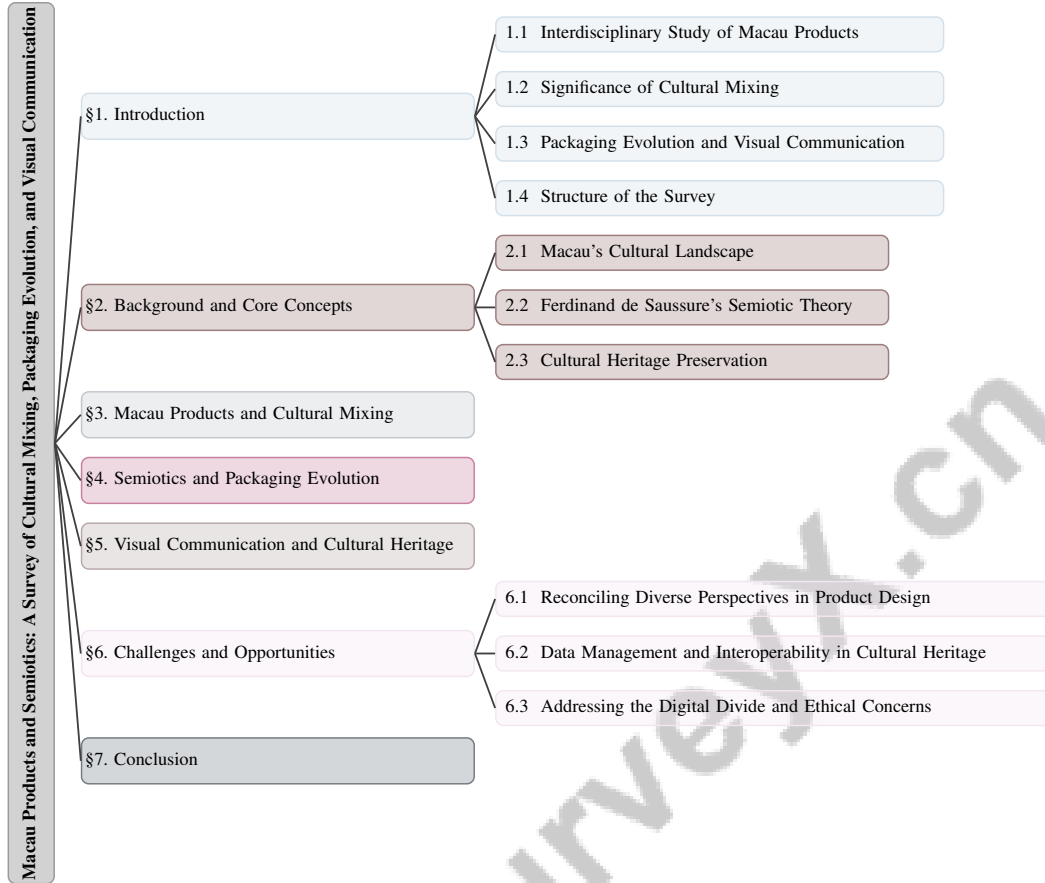 Macau Products and Semiotics: A Survey of Cultural Mixing, Packaging Evolution, and Visual Communication
§1. Introduction
1.1 Interdisciplinary Study of Macau Products
1.2 Significance of Cultural Mixing
1.3 Packaging Evolution and Visual Communication
1.4 Structure of the Survey
§2. Background and Core Concepts
2.1 Macau's Cultural Landscape
2.2 Ferdinand de Saussure's Semiotic Theory
2.3 Cultural Heritage Preservation
§3. Macau Products and Cultural Mixing
§4. Semiotics and Packaging Evolution
§5. Visual Communication and Cultural Heritage
§6. Challenges and Opportunities
6.1 Reconciling Diverse Perspectives in Product Design
6.2 Data Management and Interoperability in Cultural Heritage
6.3 Addressing the Digital Divide and Ethical Concerns
§7. Conclusion
urveyx.cn